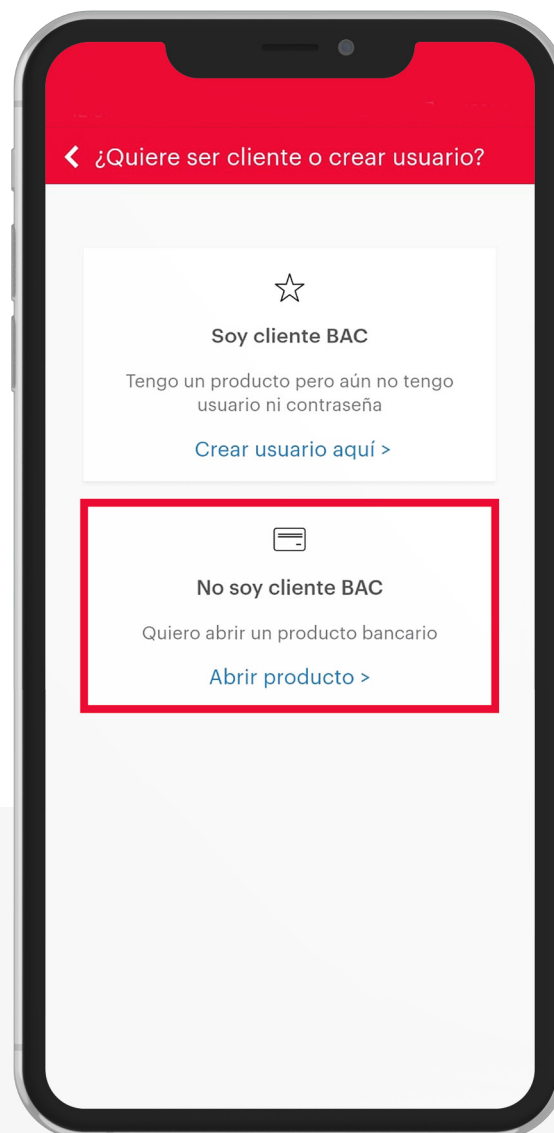 ¿Quiere ser cliente o crear usuario?
Soy cliente BAC
Tengo un producto pero aún no tengo
usuario ni contraseña
Crear usuario aquí >
No soy cliente BAC
Quiero abrir un producto bancario
Abrir producto >